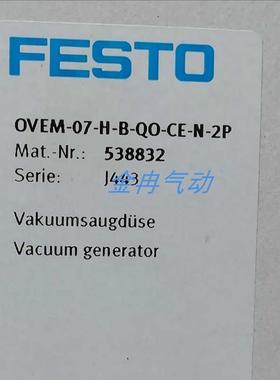 FESTO
OVEM-07-H-B-QO-CE-N-2P
Mat.-Nr.: 538832
Serie: J443
金冉气动
Vakuumsaugdüse
Vacuum generator